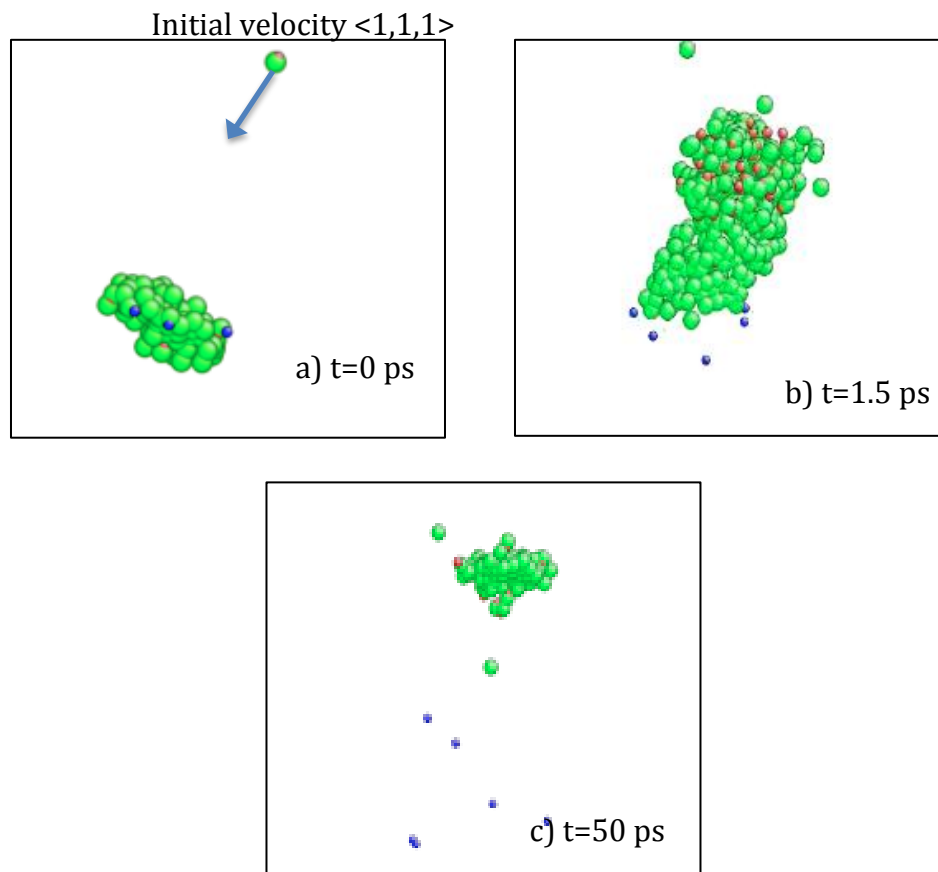 Initial velocity <1,1,1>
a) t=0 ps
b) t=1.5 ps
c) t=50 ps